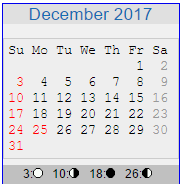 December 2017
Su Mo Tu We Th Fr Sa
1 2
3 4 5 6 7 8 9
10 11 12 13 14 15 16
17 18 19 20 21 22 23
24 25 26 27 28 29 30
31
3: 10: 18: 26: